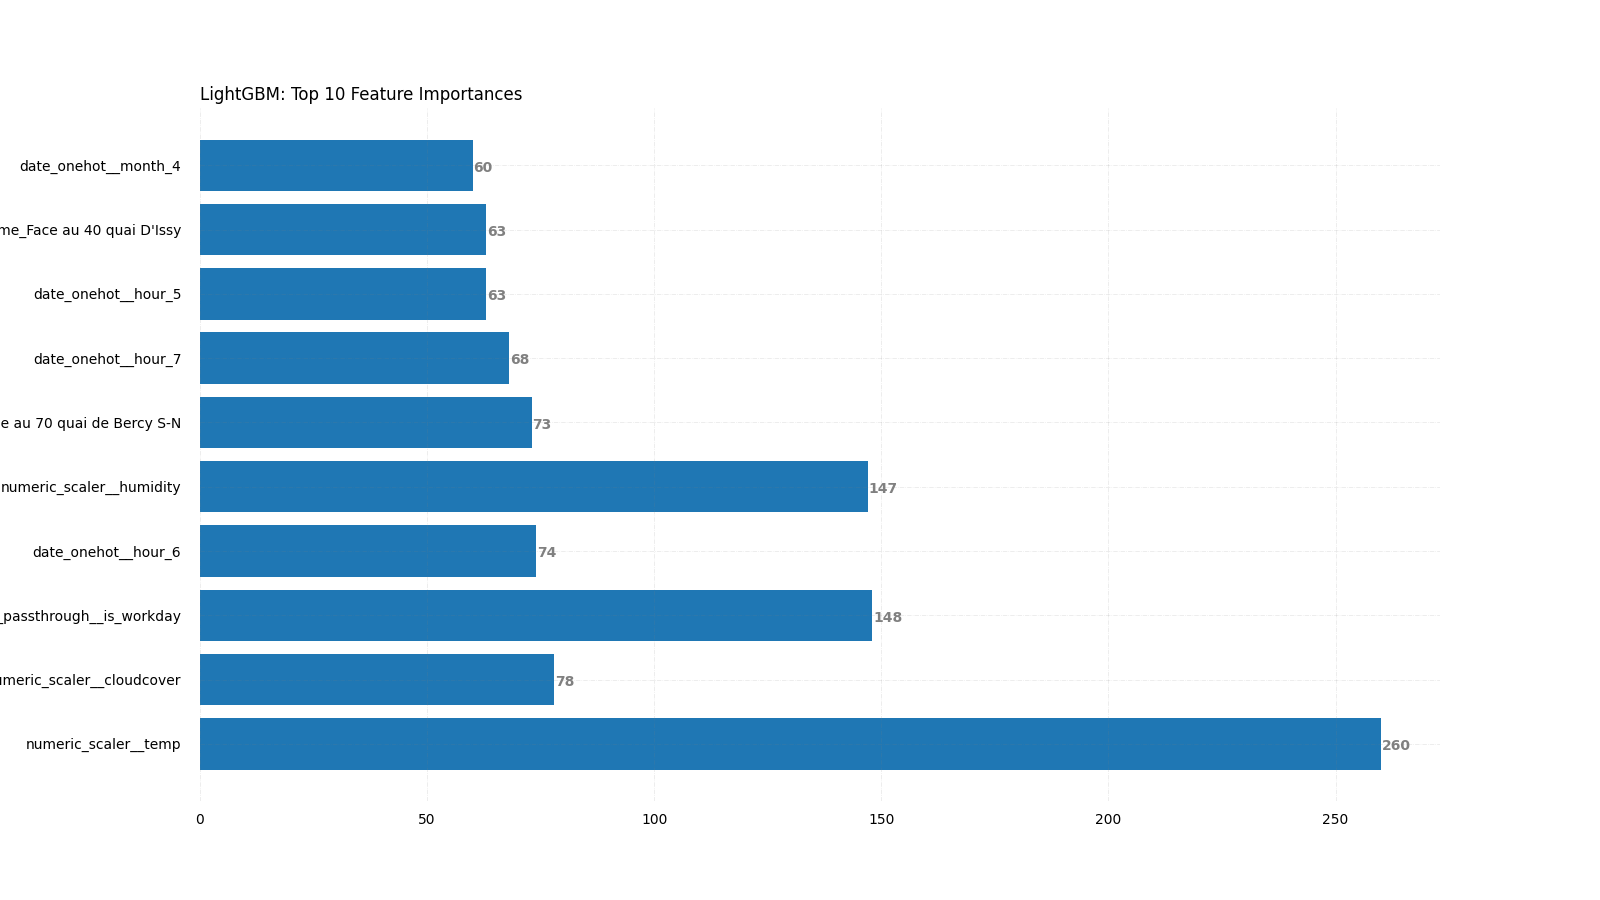 LightGBM: Top 10 Feature Importances
date_onehot__month_4 60
me_Face au 40 quai D'Issy 63
date_onehot__hour_5 63
date_onehot__hour_7 68
e au 70 quai de Bercy S-N 73
numeric_scaler__humidity 147
date_onehot__hour_6 74
_passthrough__is_workday 148
umeric_scaler__cloudcover 78
numeric_scaler__temp 260
0 50 100 150 200 250